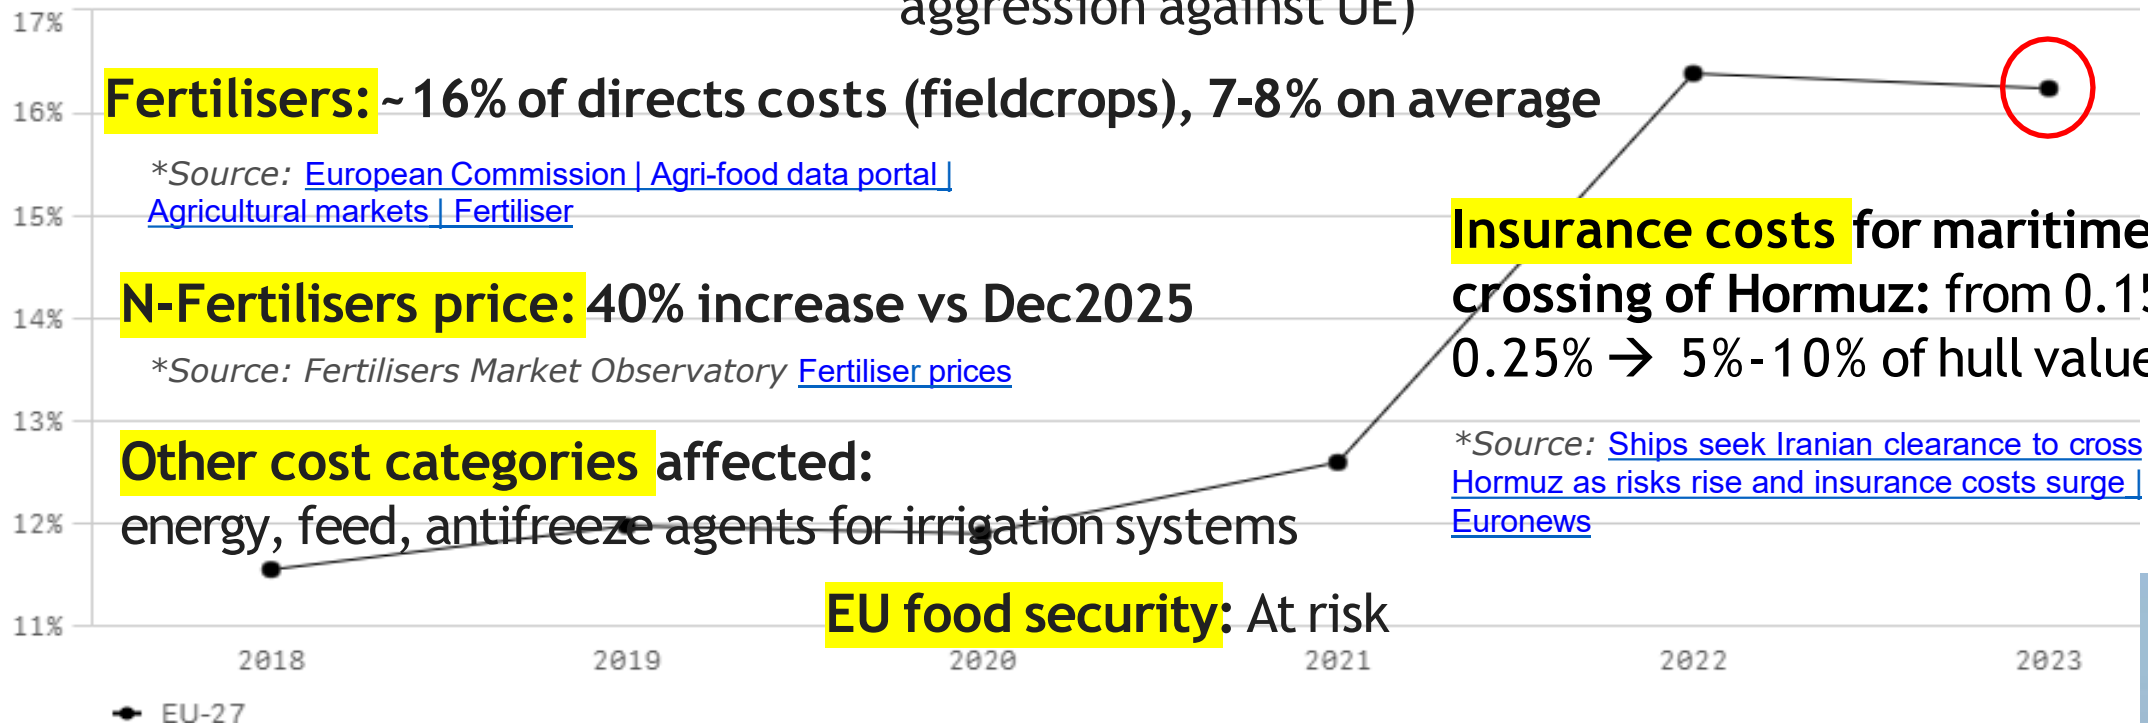 aggression against UE)
17%
Fertilisers: ~16% of directs costs (fieldcrops), 7-8% on average
16%
*Source: European Commission | Agri-food data portal |
Agricultural markets | Fertiliser
15%
Insurance costs for maritime
crossing of Hormuz: from 0.15
0.25% → 5%-10% of hull value
N-Fertilisers price: 40% increase vs Dec2025
14%
*Source: Fertilisers Market Observatory Fertiliser prices
13%
*Source: Ships seek Iranian clearance to cross
Hormuz as risks rise and insurance costs surge |
Euronews
Other cost categories affected:
energy, feed, antifreeze agents for irrigation systems
12%
EU food security: At risk
11%
2018 2019 2020 2021 2022 2023
EU-27